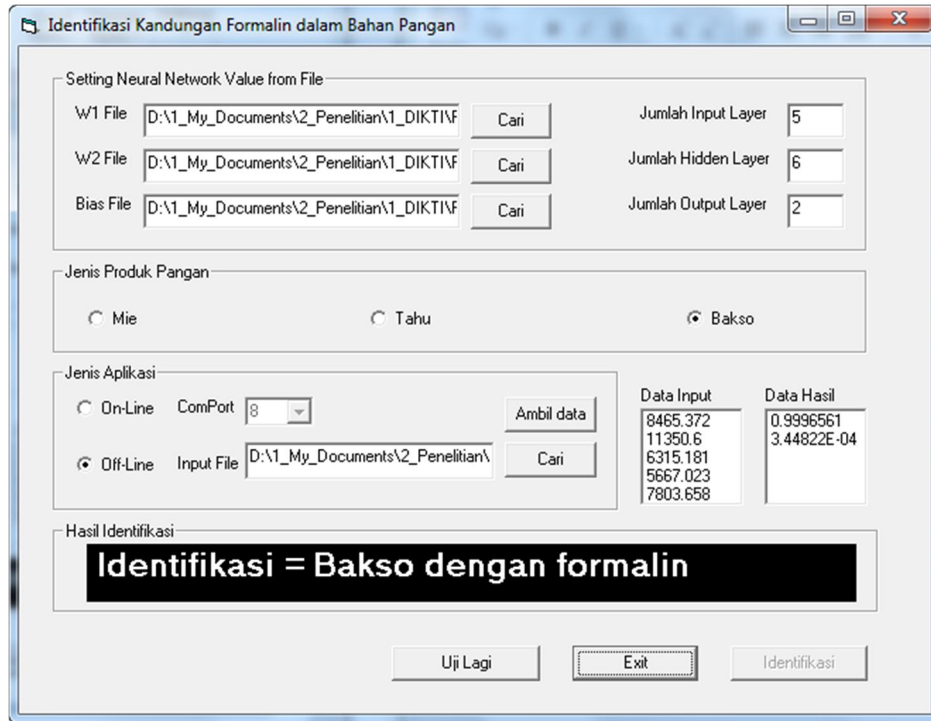 Identifikasi Kandungan Formalin dalam Bahan Pangan
Setting Neural Network Value from File
W1 File D:\1_My_Documents\2_Penelitian\1_DIKTI\F Cari Jumlah Input Layer 5
W2 File D:\1_My_Documents\2_Penelitian\1_DIKTI\F Cari Jumlah Hidden Layer 6
Bias File D:\1_My_Documents\2_Penelitian\1_DIKTI\F Cari Jumlah Output Layer 2
Jenis Produk Pangan
Mie Tahu Bakso
Jenis Aplikasi
On-Line ComPort 8 Ambil data
Off-Line Input File D:\1_My_Documents\2_Penelitian\ Cari
Data Input
8465.372
11350.6
6315.181
5667.023
7803.658
Data Hasil
0.9996561
3.44822E-04
Hasil Identifikasi
Identifikasi = Bakso dengan formalin
Uji Lagi Exit Identifikasi